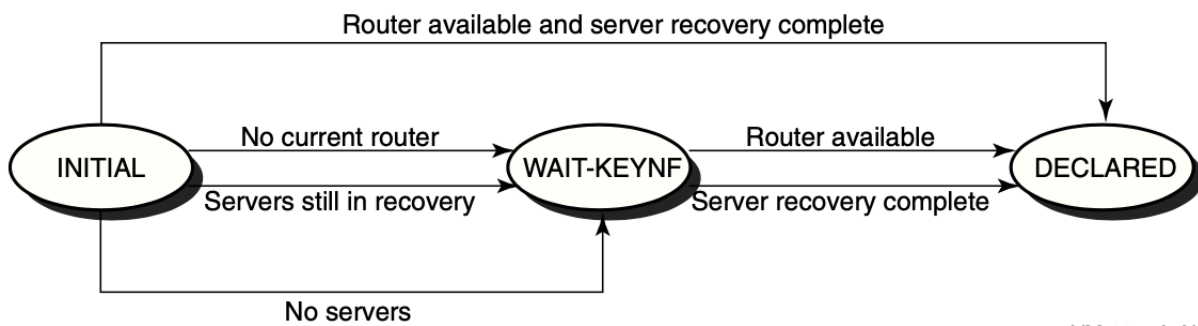 Router available and server recovery complete
No current router
Router available
INITIAL
WAIT-KEYNF
DECLARED
Servers still in recovery
Server recovery complete
No servers